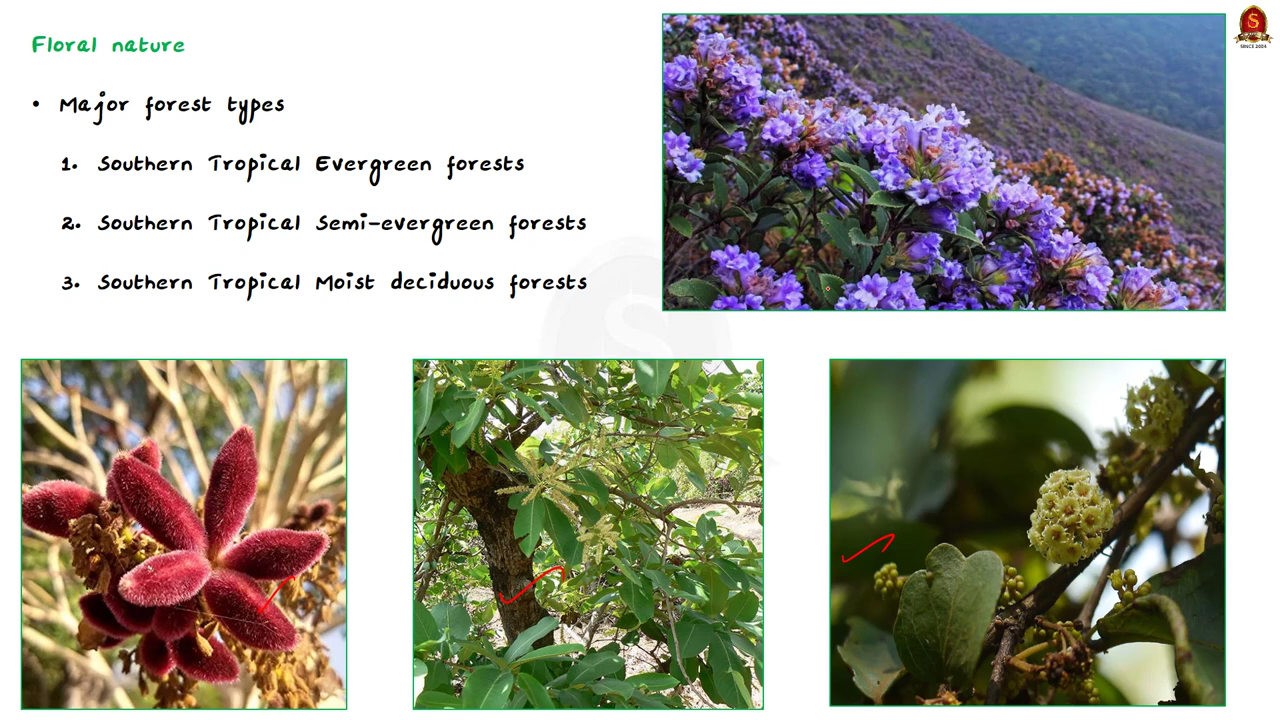 Floral nature
• Major forest types
1. Southern Tropical Evergreen forests
2. Southern Tropical Semi-evergreen forests
3. Southern Tropical Moist deciduous forests
S
SINCE 2004
S